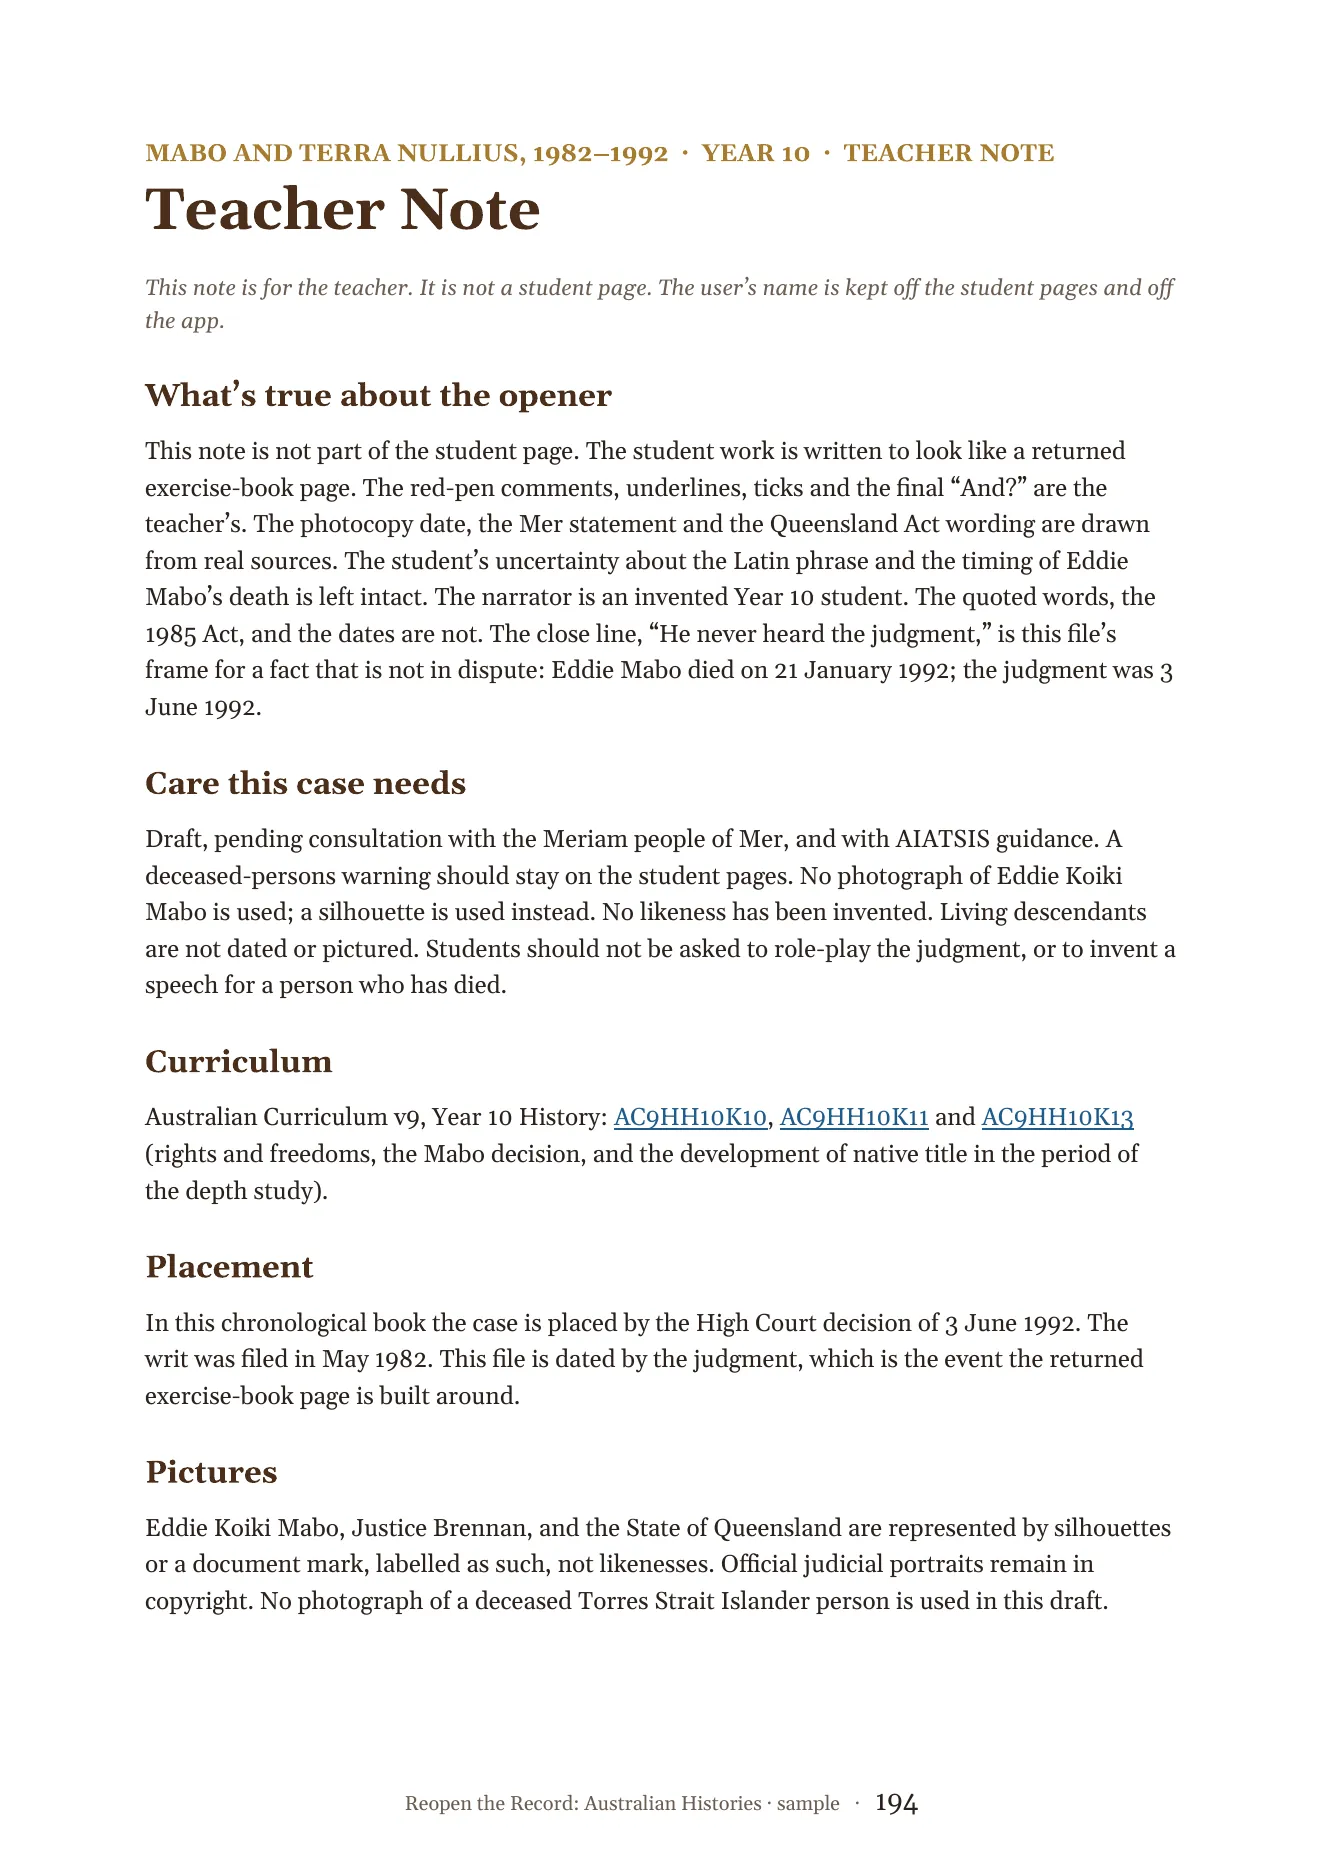 MABO AND TERRA NULLIUS, 1982–1992 · YEAR 10 · TEACHER NOTE
Teacher Note
This note is for the teacher. It is not a student page. The user’s name is kept off the student pages and off
the app.
What’s true about the opener
This note is not part of the student page. The student work is written to look like a returned
exercise-book page. The red-pen comments, underlines, ticks and the final “And?” are the
teacher’s. The photocopy date, the Mer statement and the Queensland Act wording are drawn
from real sources. The student’s uncertainty about the Latin phrase and the timing of Eddie
Mabo’s death is left intact. The narrator is an invented Year 10 student. The quoted words, the
1985 Act, and the dates are not. The close line, “He never heard the judgment,” is this file’s
frame for a fact that is not in dispute: Eddie Mabo died on 21 January 1992; the judgment was 3
June 1992.
Care this case needs
Draft, pending consultation with the Meriam people of Mer, and with AIATSIS guidance. A
deceased-persons warning should stay on the student pages. No photograph of Eddie Koiki
Mabo is used; a silhouette is used instead. No likeness has been invented. Living descendants
are not dated or pictured. Students should not be asked to role-play the judgment, or to invent a
speech for a person who has died.
Curriculum
Australian Curriculum v9, Year 10 History: AC9HH10K10, AC9HH10K11 and AC9HH10K13
(rights and freedoms, the Mabo decision, and the development of native title in the period of
the depth study).
Placement
In this chronological book the case is placed by the High Court decision of 3 June 1992. The
writ was filed in May 1982. This file is dated by the judgment, which is the event the returned
exercise-book page is built around.
Pictures
Eddie Koiki Mabo, Justice Brennan, and the State of Queensland are represented by silhouettes
or a document mark, labelled as such, not likenesses. Official judicial portraits remain in
copyright. No photograph of a deceased Torres Strait Islander person is used in this draft.
Reopen the Record: Australian Histories · sample · 194